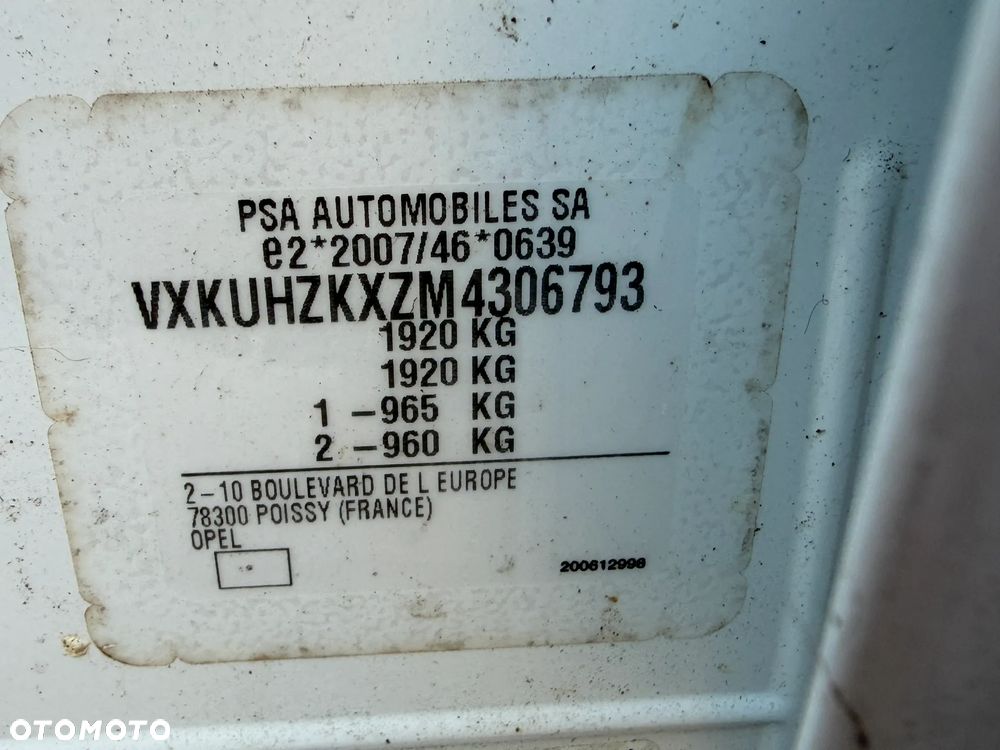 PSA AUTOMOBILES SA
e2*2007/46*0639
VXKUHZKXZM4306793
1920 KG
1920 KG
1 -965 KG
2 -960 KG
2-10 BOULEVARD DE L EUROPE
78300 POISSY (FRANCE)
OPEL
200612998
OTOMOTO